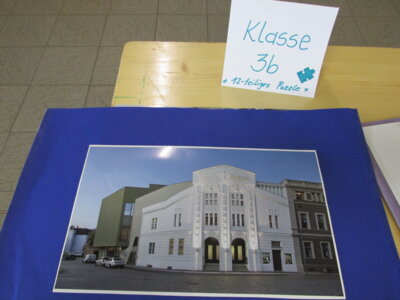 Klasse
3b
12-teiliges Puzzle